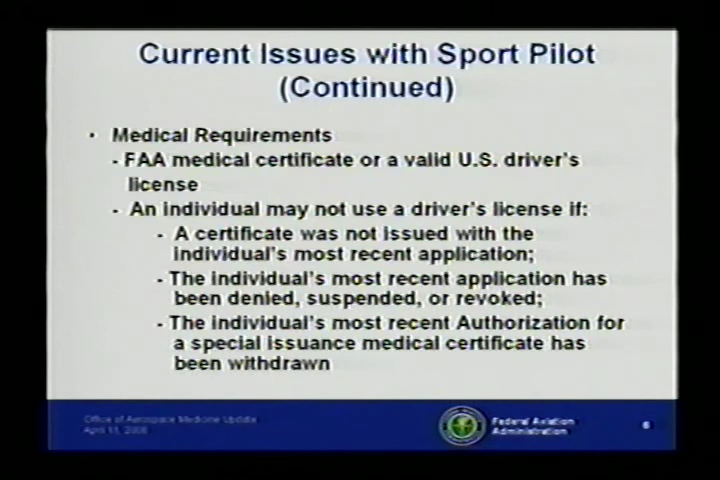 Current Issues with Sport Pilot
(Continued)
• Medical Requirements
- FAA medical certificate or a valid U.S. driver's
license
- An individual may not use a driver's license if:
- A certificate was not issued with the
individual's most recent application;
- The individual's most recent application has
been denied, suspended, or revoked;
- The individual's most recent Authorization for
a special issuance medical certificate has
been withdrawn
Office of Aerospace Medicine Update
April 11,
Federal Aviation
Administration
6